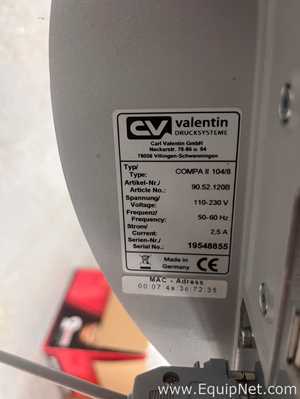 CV valentin
DRUCKSYSTEME
Carl Valentin GmbH
Neckarstr. 78-86 u. 94
78056 Villingen-Schwenningen
Typ/
Type: COMPA II 104/8
Artikel-Nr./
Article No.: 90.52.120B
Spannung/
Voltage: 110-230 V
Frequenz/
Frequency: 50-60 Hz
Strom/
Current: 2,5 A
Serien-Nr./
Serial No.: 19548855
Made in
Germany CE
MAC - Adress
00:07:4a:3c:72:35
www.EquipNet.com